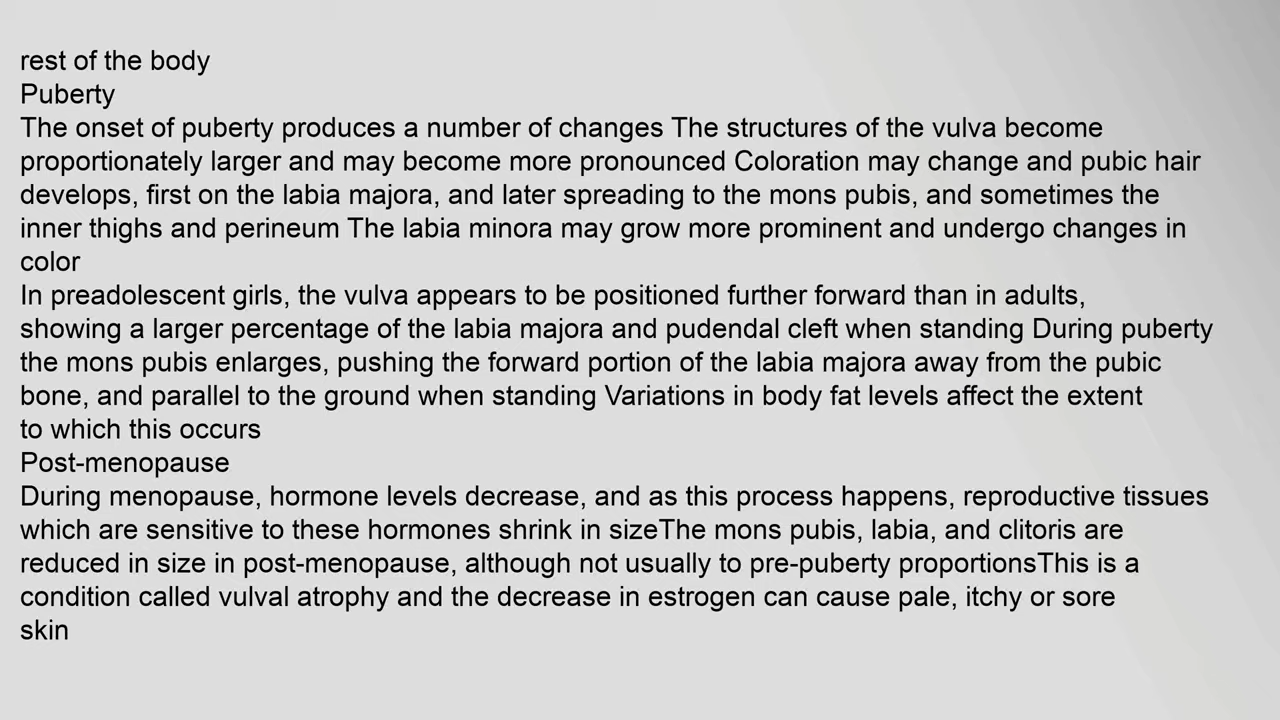 rest of the body
Puberty
The onset of puberty produces a number of changes The structures of the vulva become
proportionately larger and may become more pronounced Coloration may change and pubic hair
develops, first on the labia majora, and later spreading to the mons pubis, and sometimes the
inner thighs and perineum The labia minora may grow more prominent and undergo changes in
color
In preadolescent girls, the vulva appears to be positioned further forward than in adults,
showing a larger percentage of the labia majora and pudendal cleft when standing During puberty
the mons pubis enlarges, pushing the forward portion of the labia majora away from the pubic
bone, and parallel to the ground when standing Variations in body fat levels affect the extent
to which this occurs
Post-menopause
During menopause, hormone levels decrease, and as this process happens, reproductive tissues
which are sensitive to these hormones shrink in sizeThe mons pubis, labia, and clitoris are
reduced in size in post-menopause, although not usually to pre-puberty proportionsThis is a
condition called vulval atrophy and the decrease in estrogen can cause pale, itchy or sore
skin